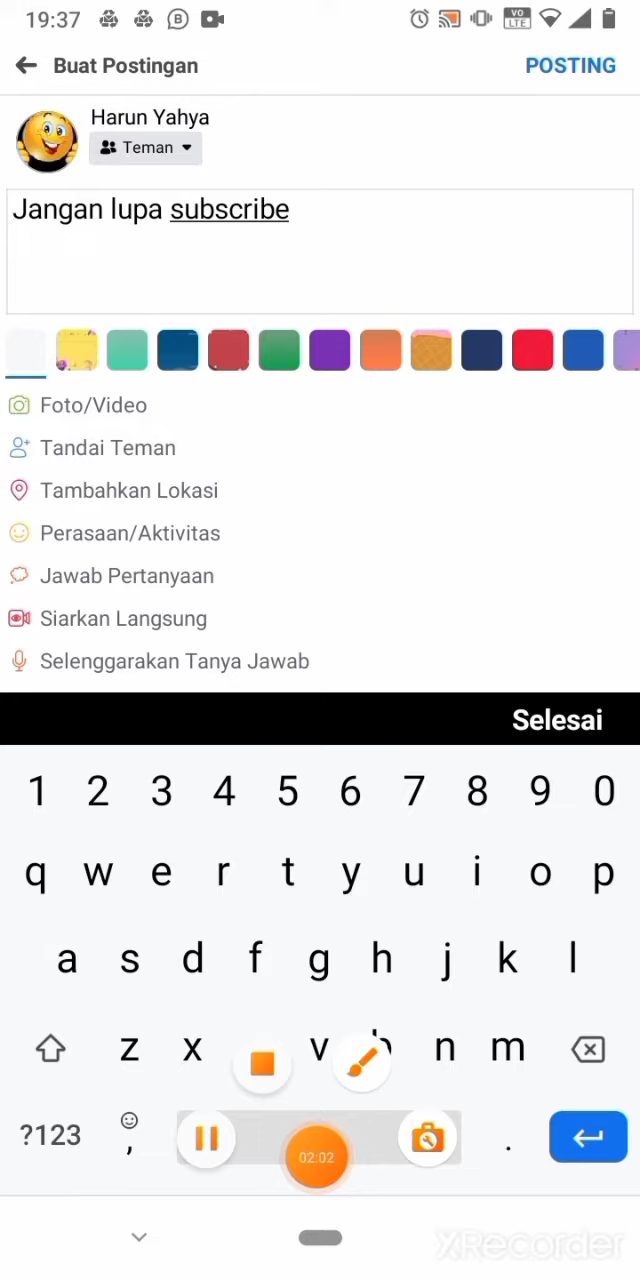 19:37
VO LTE
Buat Postingan
POSTING
Harun Yahya
Teman
Jangan lupa subscribe
Foto/Video
Tandai Teman
Tambahkan Lokasi
Perasaan/Aktivitas
Jawab Pertanyaan
Siarkan Langsung
Selenggarakan Tanya Jawab
Selesai
1 2 3 4 5 6 7 8 9 0
q w e r t y u i o p
a s d f g h j k l
z x v b n m
?123 , .
02:02
XRecorder